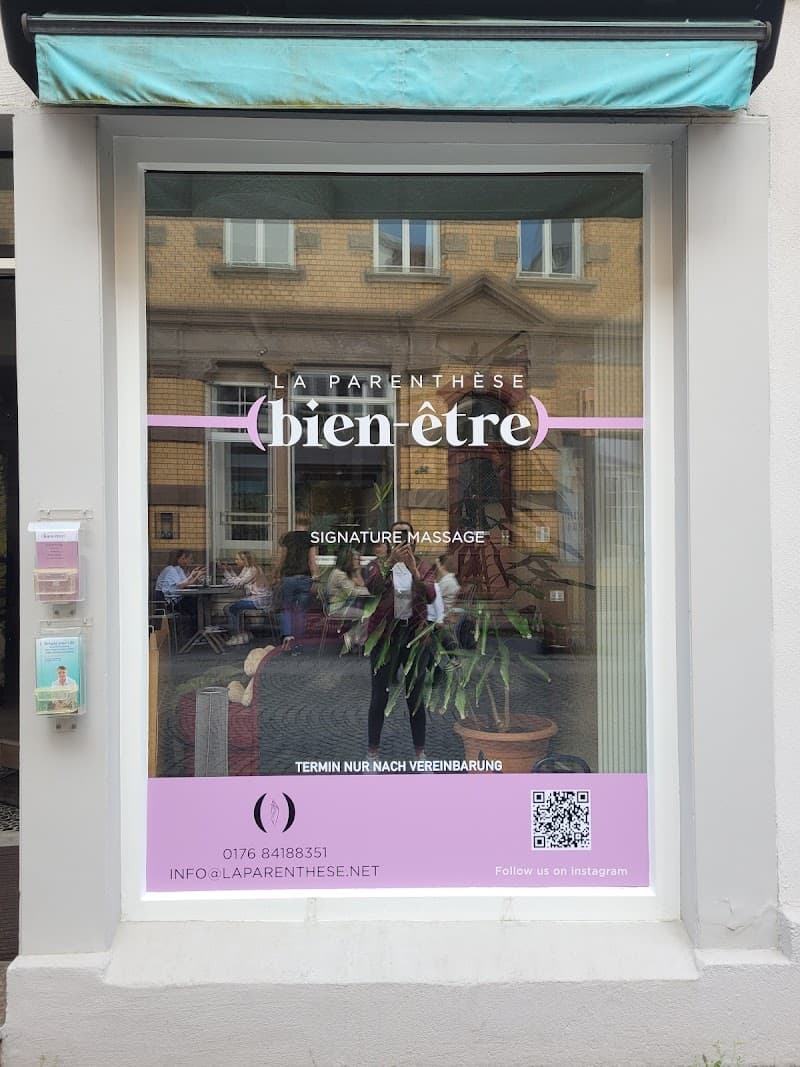 LA PARENTHÈSE
(bien-être)
SIGNATURE MASSAGE
TERMIN NUR NACH VEREINBARUNG
0176 84188351
INFO@LAPARENTHESE.NET
Follow us on instagram